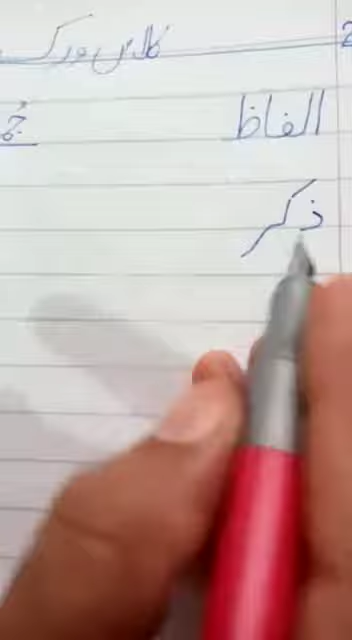 کلاس ورک
الفاظ
ذکر